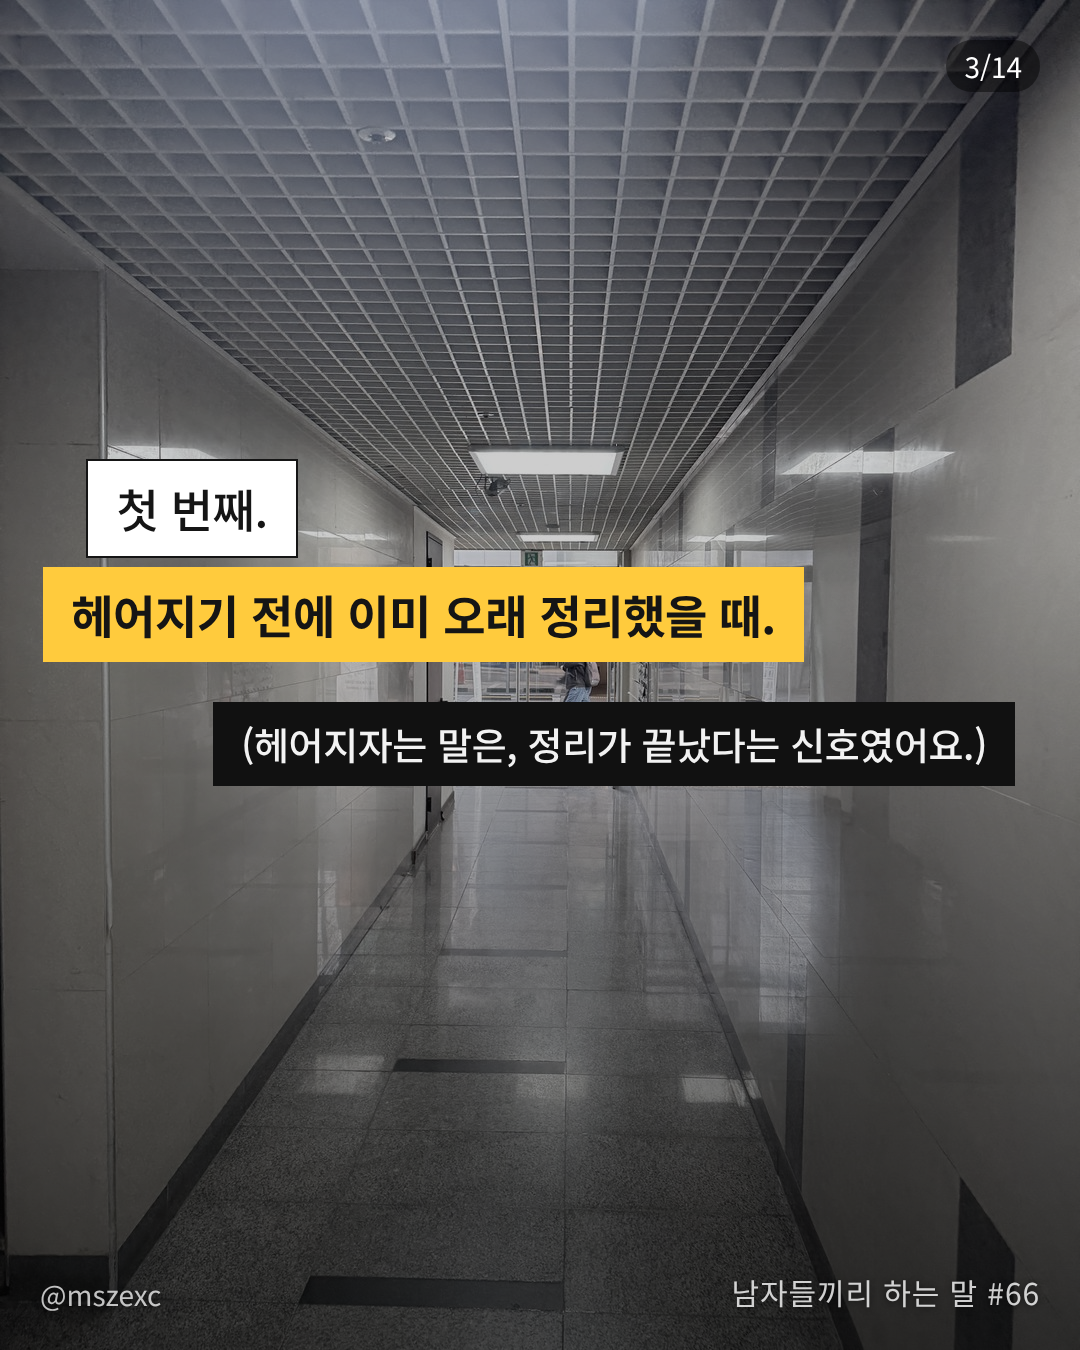 3/14
첫 번째.
헤어지기 전에 이미 오래 정리했을 때.
(헤어지자는 말은, 정리가 끝났다는 신호였어요.)
@mszexc
남자들끼리 하는 말 #66